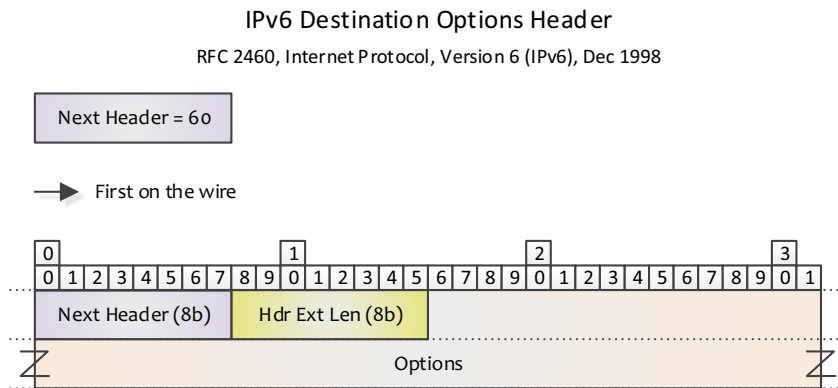 IPv6 Destination Options Header
RFC 2460, Internet Protocol, Version 6 (IPv6), Dec 1998
Next Header = 60
First on the wire
0 1 2 3
0 1 2 3 4 5 6 7 8 9 0 1 2 3 4 5 6 7 8 9 0 1 2 3 4 5 6 7 8 9 0 1
Next Header (8b) Hdr Ext Len (8b)
Options